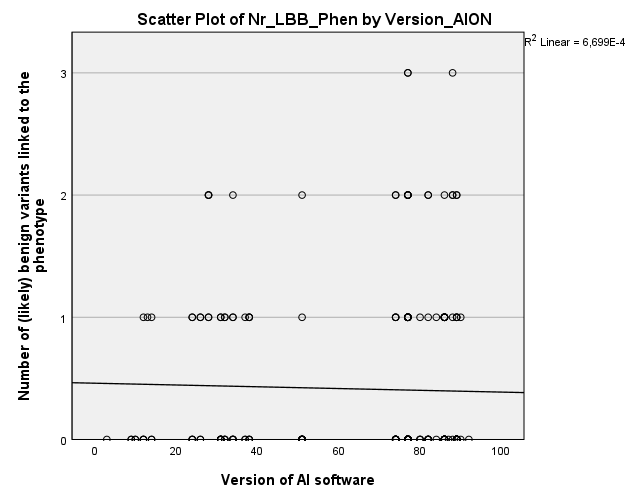 Scatter Plot of Nr_LBB_Phen by Version_AION
R2 Linear = 6,699E-4
Number of (likely) benign variants linked to the
phenotype
3
2
1
0
0 20 40 60 80 100
Version of AI software